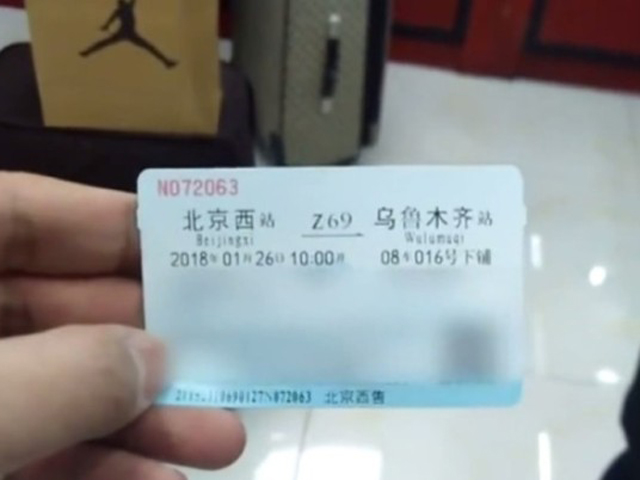 N072063
北京西站 Z69 乌鲁木齐站
Beijingxi Wulumuqi
2018年01月26日 10:00开 08车016号下铺
北京西售